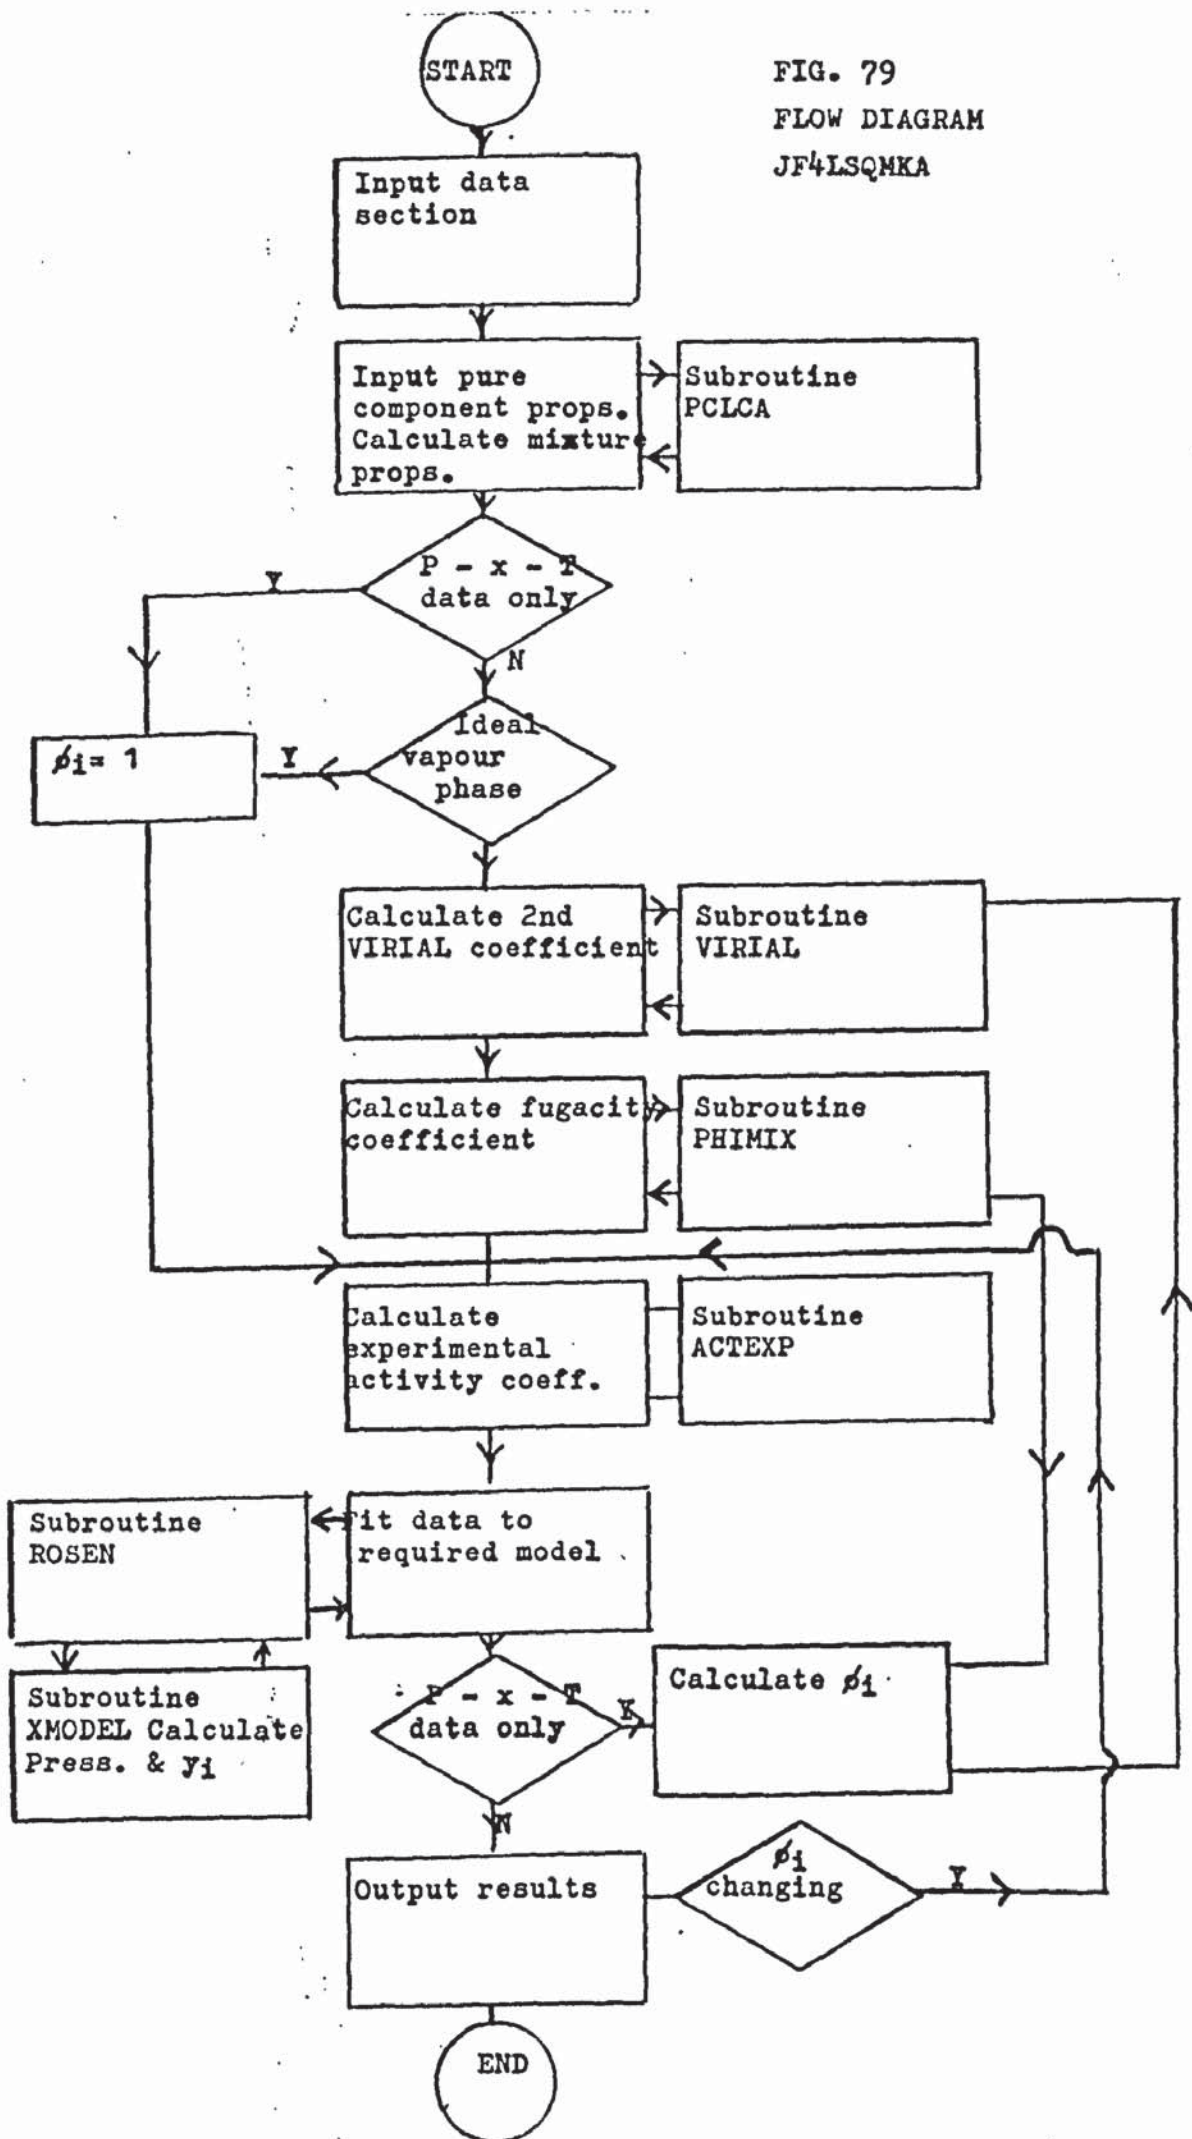 START
FIG. 79
FLOW DIAGRAM
JF4LSQMKA
Input data
section
Input pure
component props.
Calculate mixture
props.
Subroutine
PCLCA
P - x - T
data only
Y
N
Ideal
vapour
phase
Y
ϕi= 1
Calculate 2nd
VIRIAL coefficient
Subroutine
VIRIAL
Calculate fugacity
coefficient
Subroutine
PHIMIX
Calculate
experimental
activity coeff.
Subroutine
ACTEXP
Subroutine
ROSEN
Fit data to
required model
Subroutine
XMODEL Calculate
Press. & yi
P - x - T
data only
Y
N
Calculate ϕi
Output results
ϕi
changing
Y
END